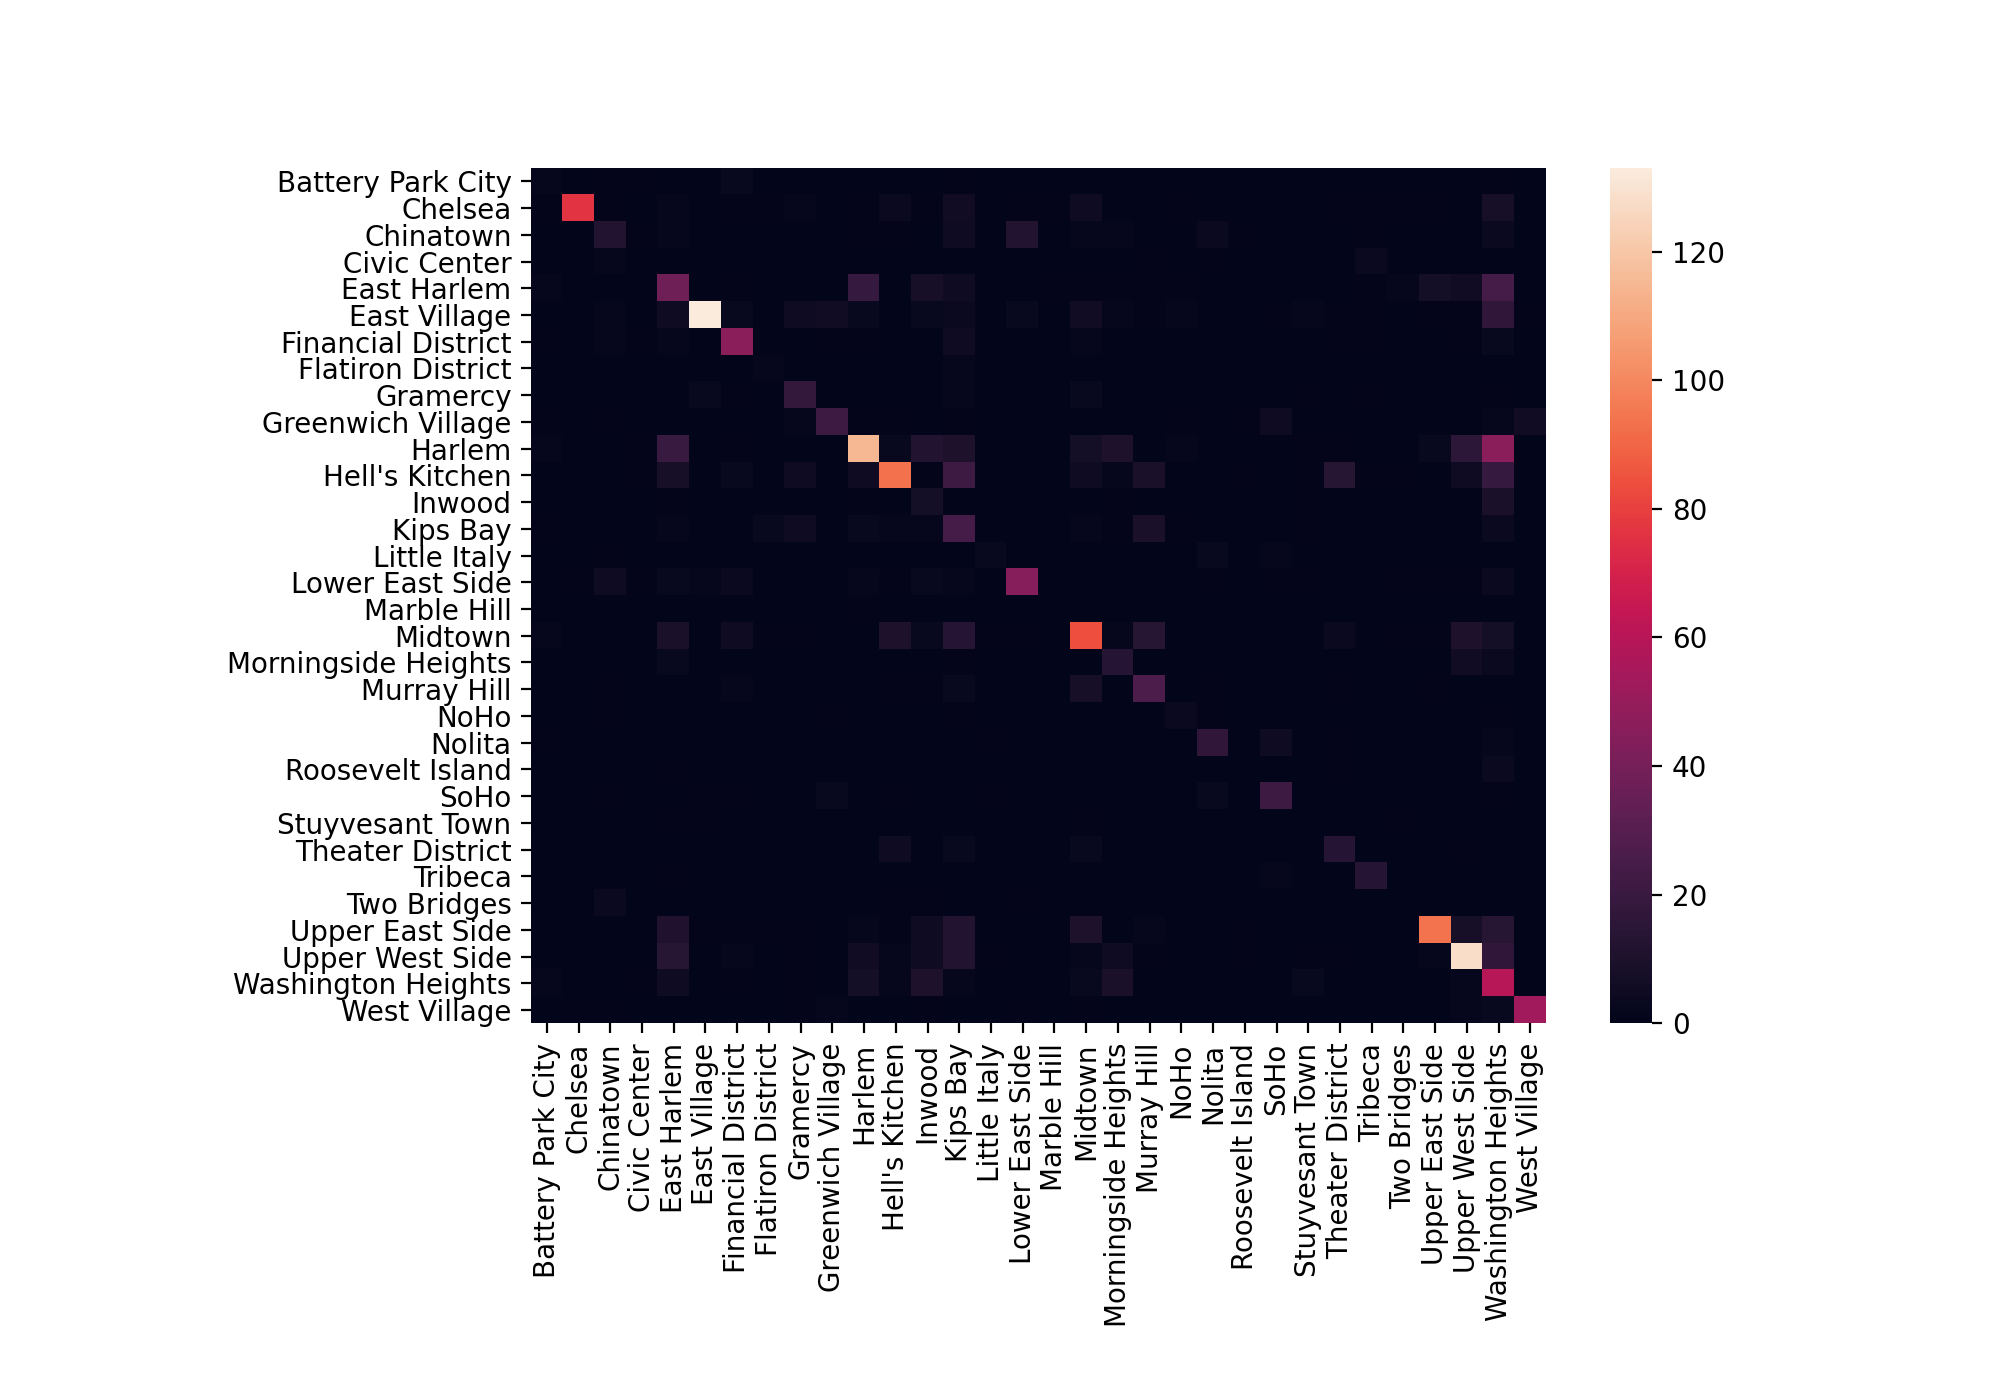 Battery Park City
Chelsea
Chinatown
Civic Center
East Harlem
East Village
Financial District
Flatiron District
Gramercy
Greenwich Village
Harlem
Hell's Kitchen
Inwood
Kips Bay
Little Italy
Lower East Side
Marble Hill
Midtown
Morningside Heights
Murray Hill
NoHo
Nolita
Roosevelt Island
SoHo
Stuyvesant Town
Theater District
Tribeca
Two Bridges
Upper East Side
Upper West Side
Washington Heights
West Village
Battery Park City
Chelsea
Chinatown
Civic Center
East Harlem
East Village
Financial District
Flatiron District
Gramercy
Greenwich Village
Harlem
Hell's Kitchen
Inwood
Kips Bay
Little Italy
Lower East Side
Marble Hill
Midtown
Morningside Heights
Murray Hill
NoHo
Nolita
Roosevelt Island
SoHo
Stuyvesant Town
Theater District
Tribeca
Two Bridges
Upper East Side
Upper West Side
Washington Heights
West Village
120
100
80
60
40
20
0